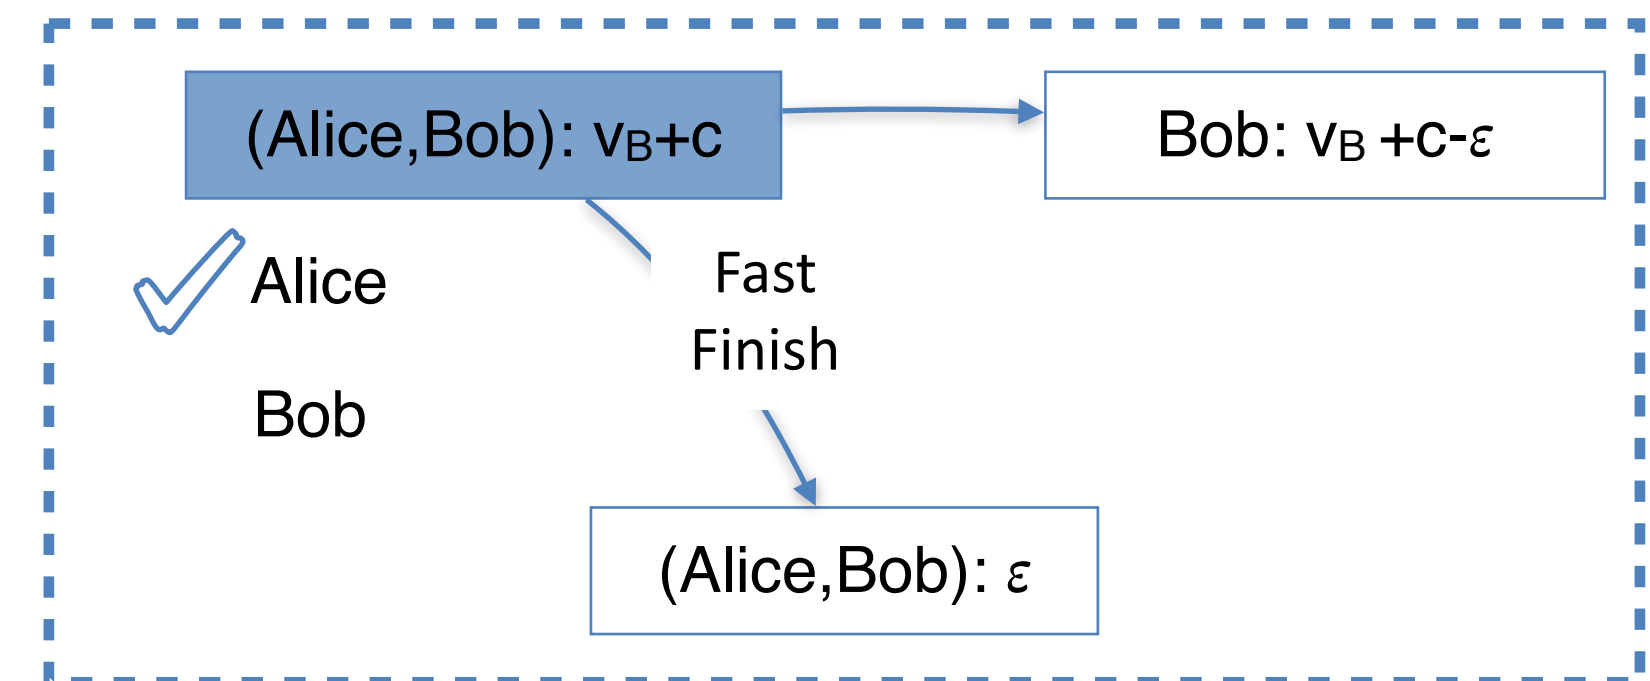 (Alice,Bob): vB+c
Bob: vB +c-ε
Alice
Fast
Finish
Bob
(Alice,Bob): ε